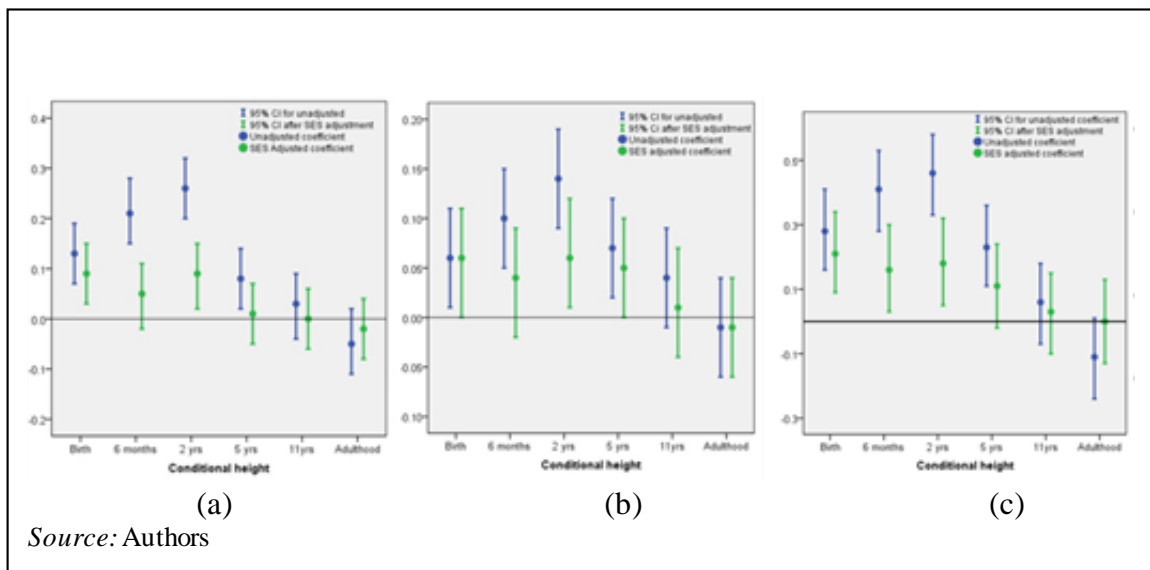 95% CI for unadjusted
95% CI after SES adjustment
Unadjusted coefficient
SES Adjusted coefficient
0.4
0.3
0.2
0.1
0.0
-0.1
-0.2
Birth 6 months 2 yrs 5 yrs 11yrs Adulthood
Conditional height
(a)
95% CI for unadjusted
95% CI after SES adjustment
Unadjusted coefficient
SES adjusted coefficient
0.20
0.15
0.10
0.05
0.00
-0.05
-0.10
Birth 6 months 2 yrs 5 yrs 11yrs Adulthood
Conditional height
(b)
95% CI for unadjusted coefficient
95% CI after SES adjustment
Unadjusted coefficient
SES adjusted coefficient
0.5
0.3
0.1
-0.1
-0.3
Birth 6 months 2 yrs 5 yrs 11 yrs Adulthood
Conditional height
(c)
Source: Authors